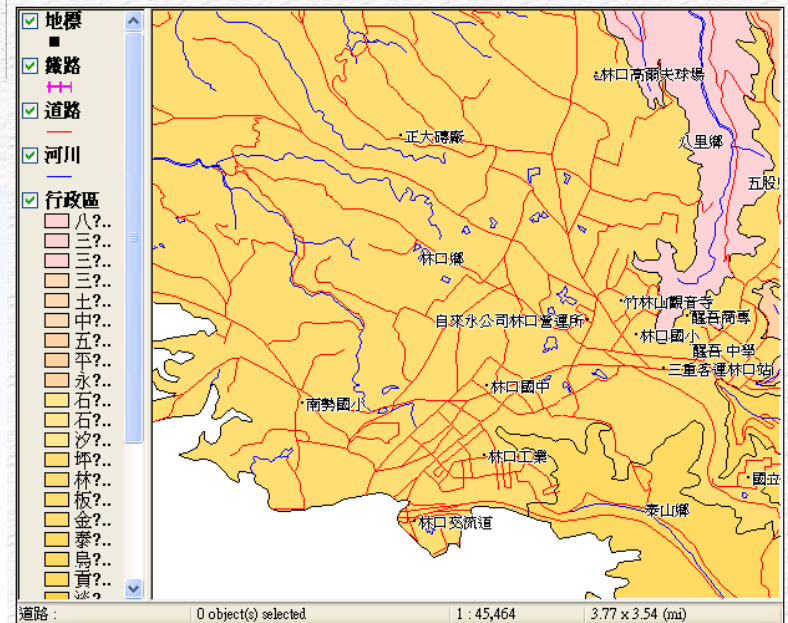 地標
鐵路
道路
河川
行政區
八?..
三?..
三?..
三?..
土?..
中?..
五?..
平?..
永?..
石?..
石?..
汐?..
坪?..
林?..
板?..
金?..
泰?..
烏?..
貢?..
淡?..
林口高爾夫球場
正大磚廠
八里鄉
五股
林口鄉
竹林山觀音寺
自來水公司林口營運所
醒吾商專
林口國小
醒吾中學
三重客運林口站
林口國中
南勢國小
林口工業
國立
泰山鄉
林口交流道
道路 :
0 object(s) selected
1 : 45,464
3.77 x 3.54 (mi)